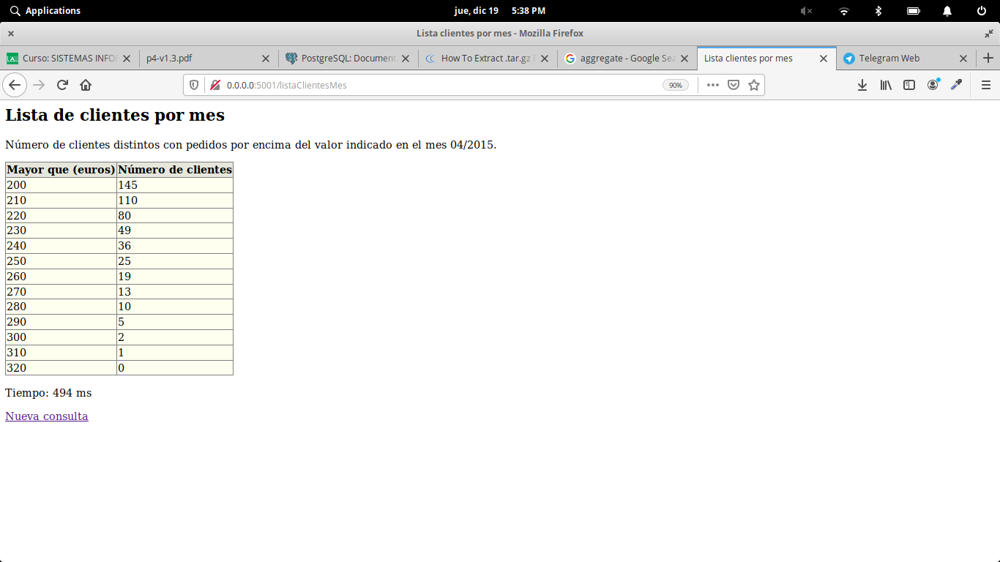 Applications
jue, dic 19 5:38 PM
Lista clientes por mes - Mozilla Firefox
Curso: SISTEMAS INFO
p4-v1.3.pdf
PostgreSQL: Document
How To Extract .tar.gz F
aggregate - Google Sea
Lista clientes por mes
Telegram Web
0.0.0.0:5001/listaClientesMes
90%
Lista de clientes por mes
Número de clientes distintos con pedidos por encima del valor indicado en el mes 04/2015.
Mayor que (euros) Número de clientes
200 145
210 110
220 80
230 49
240 36
250 25
260 19
270 13
280 10
290 5
300 2
310 1
320 0
Tiempo: 494 ms
Nueva consulta